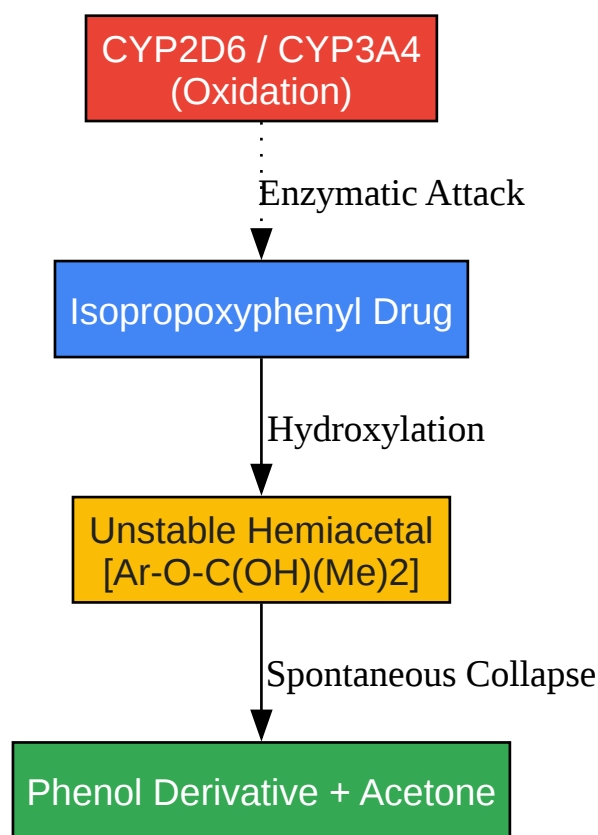 CYP2D6 / CYP3A4
(Oxidation)
Enzymatic Attack
Isopropoxyphenyl Drug
Hydroxylation
Unstable Hemiacetal
[Ar-O-C(OH)(Me)2]
Spontaneous Collapse
Phenol Derivative + Acetone